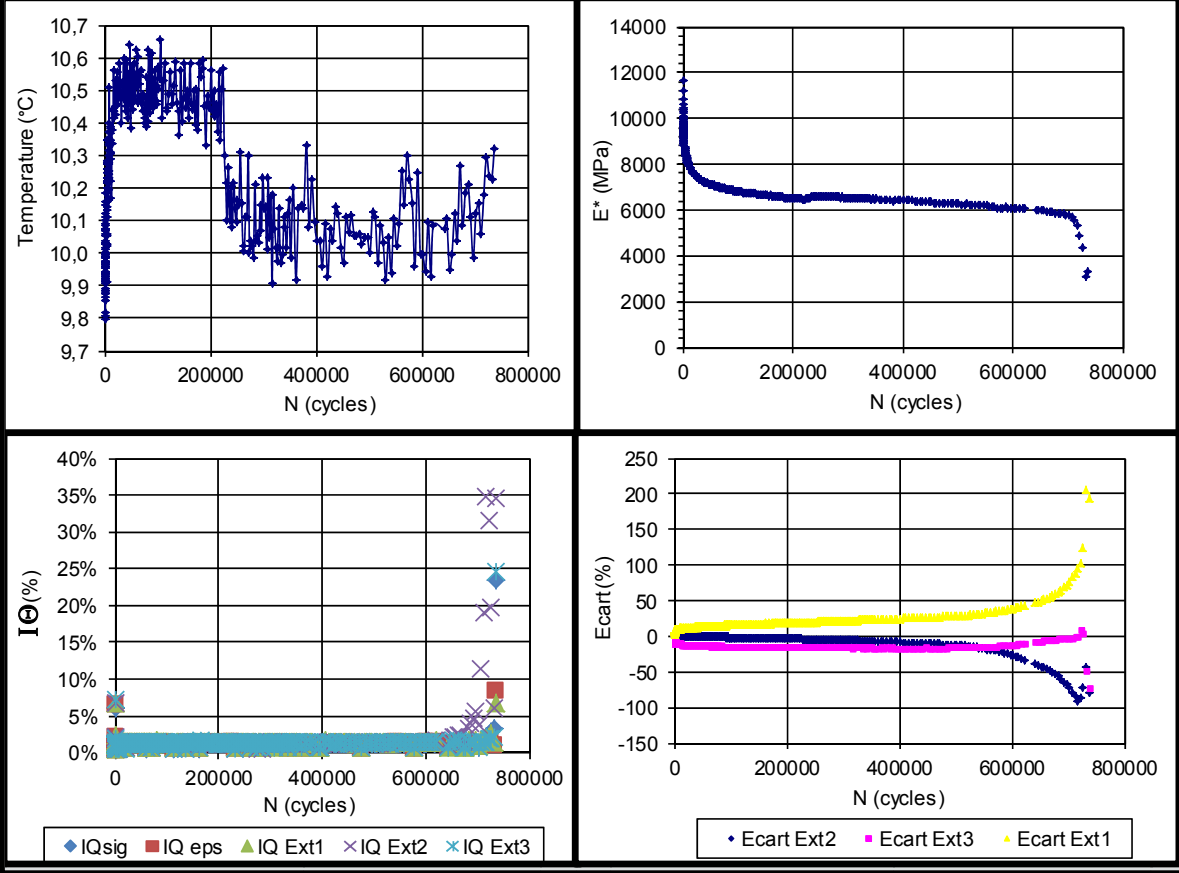 10,7
10,6
10,5
10,4
10,3
10,2
10,1
10,0
9,9
9,8
9,7
Temperature (°C)
0 200000 400000 600000 800000
N (cycles)
14000
12000
10000
8000
6000
4000
2000
0
E* (MPa)
0 200000 400000 600000 800000
N (cycles)
40%
35%
30%
25%
20%
15%
10%
5%
0%
IΘ(%)
0 200000 400000 600000 800000
N (cycles)
IQsig IQ eps IQ Ext1 IQ Ext2 IQ Ext3
250
200
150
100
50
0
-50
-100
-150
Ecart(%)
0 200000 400000 600000 800000
N (cycles)
Ecart Ext2 Ecart Ext3 Ecart Ext1